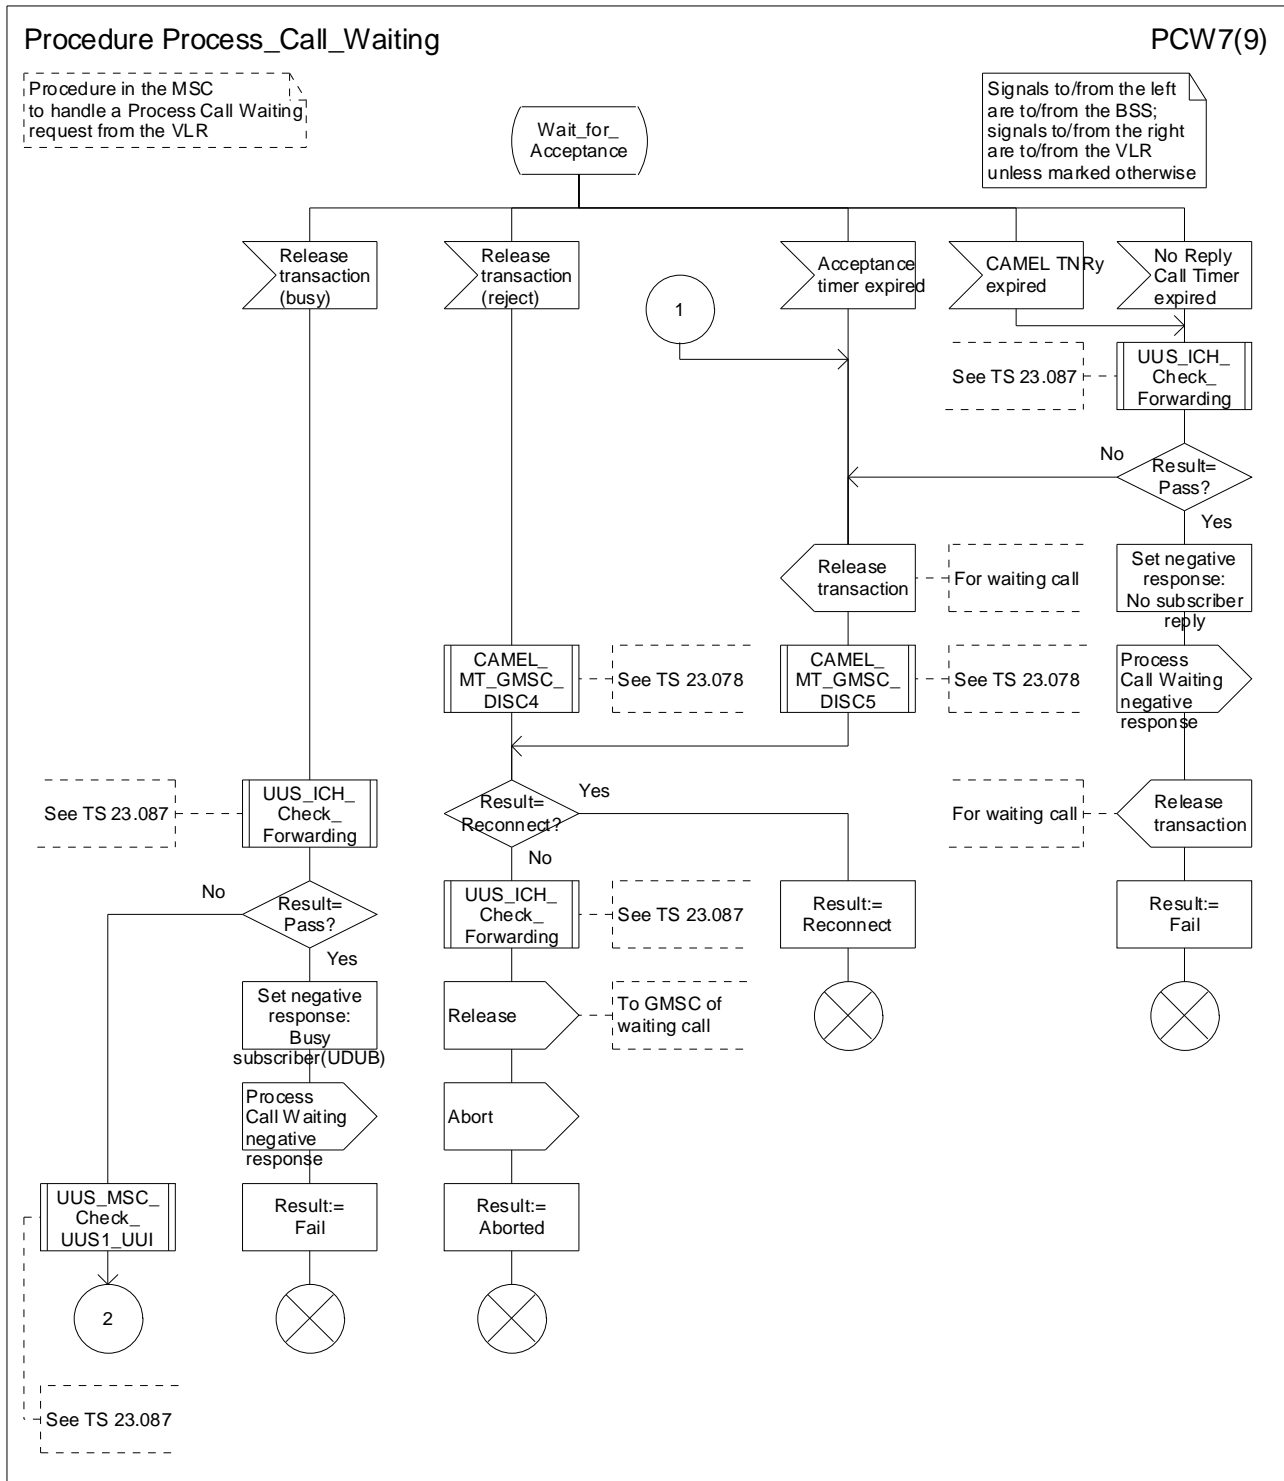 Procedure Process_Call_Waiting
PCW7(9)
Procedure in the MSC
to handle a Process Call Waiting
request from the VLR
Signals to/from the left
are to/from the BSS;
signals to/from the right
are to/from the VLR
unless marked otherwise
Wait_for_
Acceptance
Release
transaction
(busy)
Release
transaction
(reject)
Acceptance
timer expired
CAMEL TNRy
expired
No Reply
Call Timer
expired
1
See TS 23.087
UUS_ICH_
Check_
Forwarding
No
Result=
Pass?
Yes
Release
transaction
For waiting call
Set negative
response:
No subscriber
reply
CAMEL_
MT_GMSC_
DISC4
See TS 23.078
CAMEL_
MT_GMSC_
DISC5
See TS 23.078
Process
Call Waiting
negative
response
See TS 23.087
UUS_ICH_
Check_
Forwarding
Result=
Reconnect?
Yes
No
For waiting call
Release
transaction
No
Result=
Pass?
Yes
UUS_ICH_
Check_
Forwarding
See TS 23.087
Result:=
Reconnect
Result:=
Fail
Set negative
response:
Busy
subscriber(UDUB)
Release
To GMSC of
waiting call
Process
Call Waiting
negative
response
Abort
UUS_MSC_
Check_
UUS1_UUI
Result:=
Fail
Result:=
Aborted
2
See TS 23.087